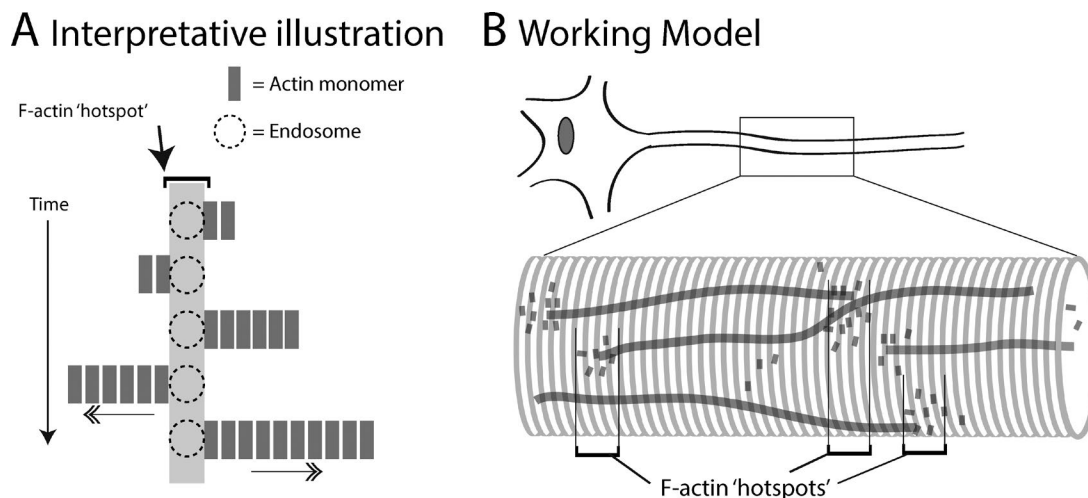 A Interpretative illustration
= Actin monomer
F-actin 'hotspot'
= Endosome
Time
B Working Model
F-actin 'hotspots'